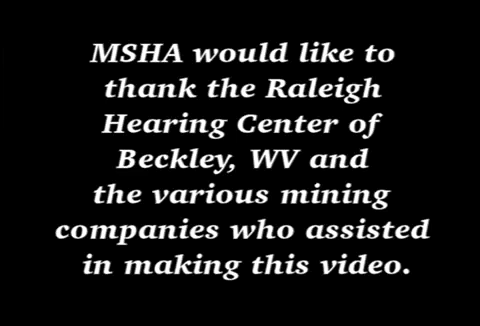 MSHA would like to
thank the Raleigh
Hearing Center of
Beckley, WV and
the various mining
companies who assisted
in making this video.